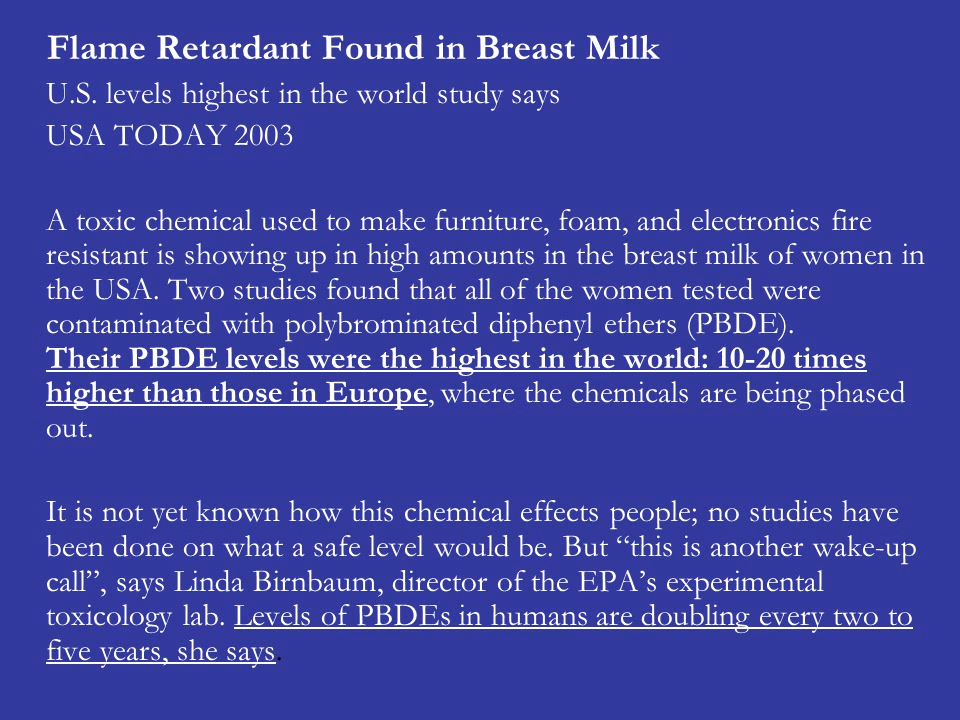 Flame Retardant Found in Breast Milk
U.S. levels highest in the world study says
USA TODAY 2003
A toxic chemical used to make furniture, foam, and electronics fire
resistant is showing up in high amounts in the breast milk of women in
the USA. Two studies found that all of the women tested were
contaminated with polybrominated diphenyl ethers (PBDE).
Their PBDE levels were the highest in the world: 10-20 times
higher than those in Europe, where the chemicals are being phased
out.
It is not yet known how this chemical effects people; no studies have
been done on what a safe level would be. But “this is another wake-up
call”, says Linda Birnbaum, director of the EPA’s experimental
toxicology lab. Levels of PBDEs in humans are doubling every two to
five years, she says.